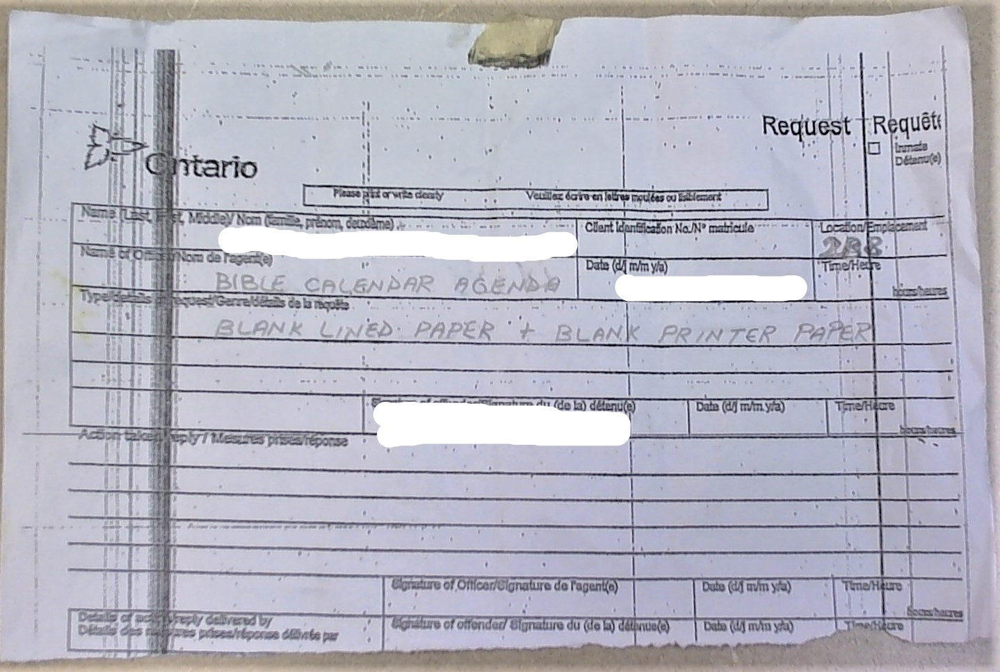 Request Requête
Inmate
Détenu(e)
Ontario
Please print or write clearly Veuillez écrire en lettres moulées ou lisiblement
Name (Last, First, Middle)/ Nom (famille, prénom, deuxième) Client Identification No./Nº matricule Location/Emplacement
2B8
Name of Officer/Nom de l'agent(e) Date (d/j m/m y/a) Time/Heure
BIBLE CALENDAR AGENDA hours/heures
Type/details of request/Genre/détails de la requête
BLANK LINED PAPER + BLANK PRINTER PAPER
Signature of offender/Signature du (de la) détenu(e) Date (d/j m/m y/a) Time/Heure
hours/heures
Action taken/reply / Mesures prises/réponse
Signature of Officer/Signature de l'agent(e) Date (d/j m/m y/a) Time/Heure
hours/heures
Details of action/reply delivered by Signature of offender/ Signature du (de la) détenue(e) Date (d/j m/m y/a) Time/Heure
Détails des mesures prises/réponse délivrée par